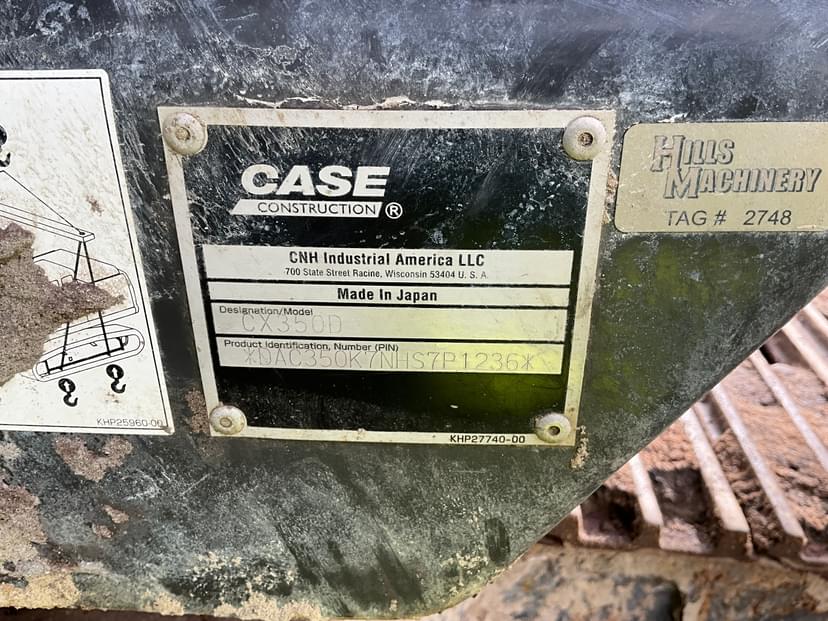 CASE
CONSTRUCTION ®
CNH Industrial America LLC
700 State Street Racine, Wisconsin 53404 U. S. A.
Made In Japan
Designation/Model
CX350D
Product Identification, Number (PIN)
*DAC350K7NHS7P1236*
KHP27740-00
KHP25960-00
HILLS
MACHINERY
TAG # 2748